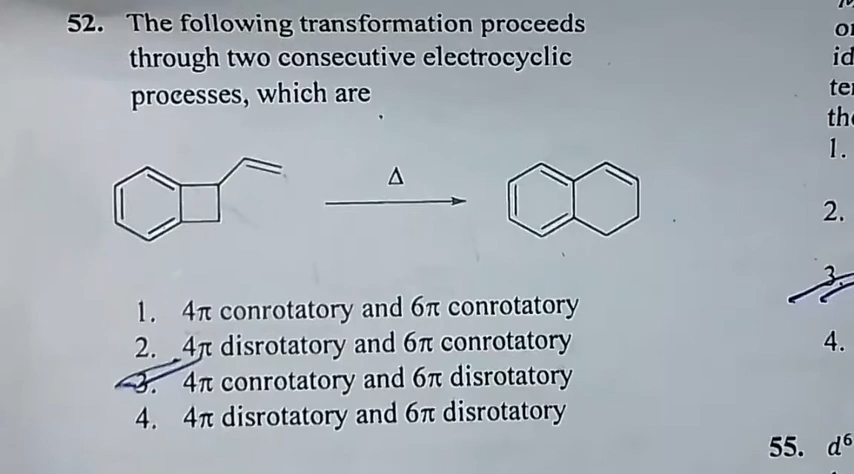 52. The following transformation proceeds
through two consecutive electrocyclic
processes, which are
Δ
1. 4π conrotatory and 6π conrotatory
2. 4π disrotatory and 6π conrotatory
3. 4π conrotatory and 6π disrotatory
4. 4π disrotatory and 6π disrotatory
id
the
1.
2.
3.
4.
55. d⁶